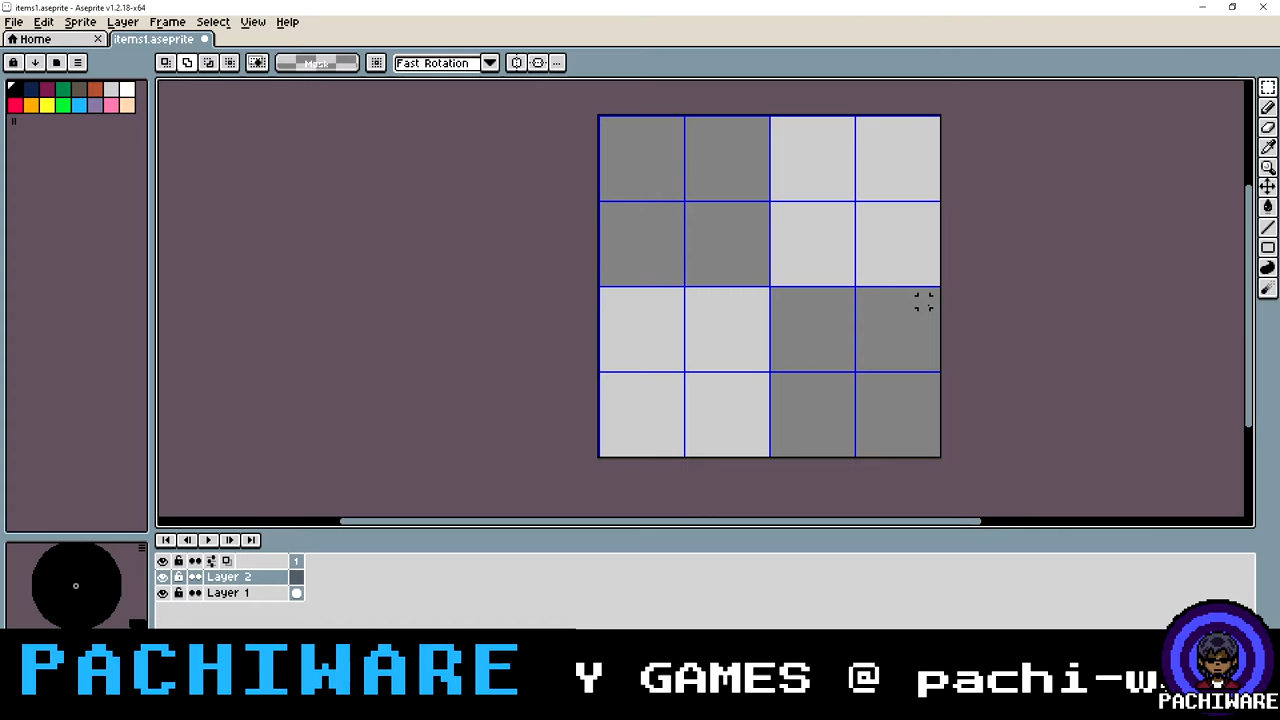 items1.aseprite - Aseprite v1.2.18-x64
File Edit Sprite Layer Frame Select View Help
Home items1.aseprite
Mask Fast Rotation
1
Layer 2
Layer 1
PACHIWARE Y GAMES @ pachi-w
PACHIWARE